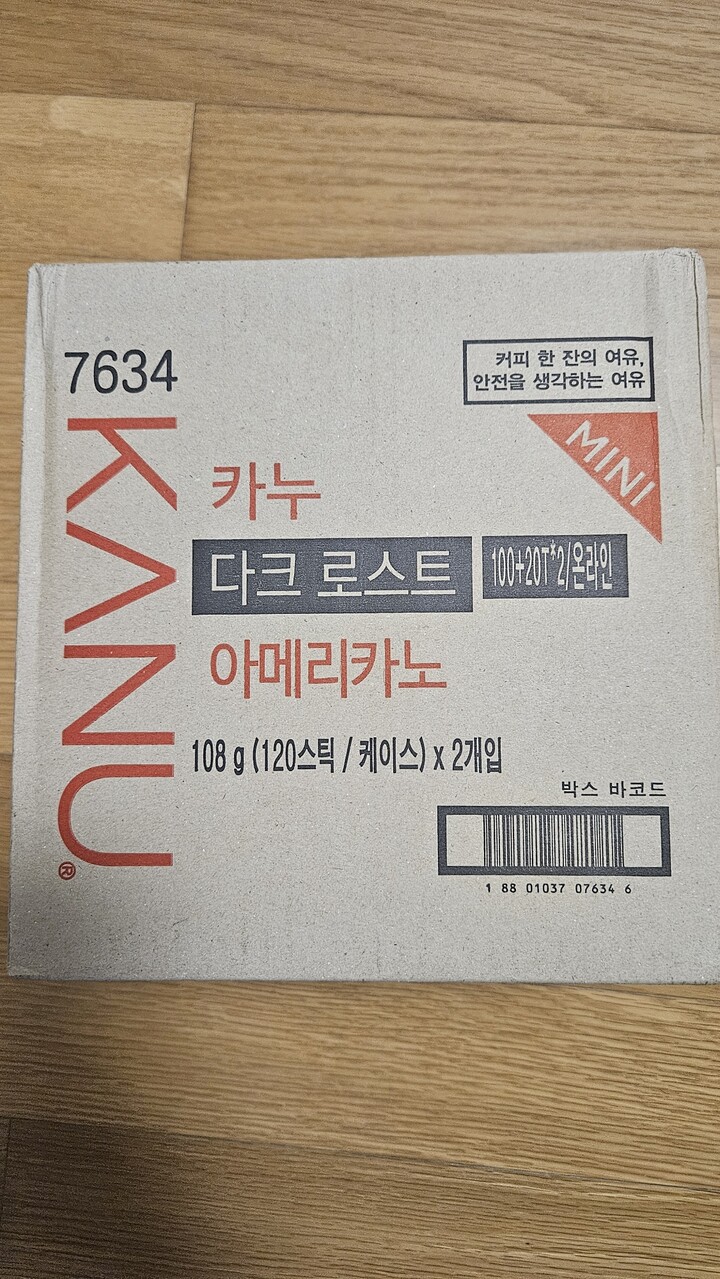 7634
커피 한 잔의 여유,
안전을 생각하는 여유
MINI
KANU®
카누
다크 로스트
100+20T*2/온라인
아메리카노
108 g (120스틱 / 케이스) x 2개입
박스 바코드
1 88 01037 07634 6